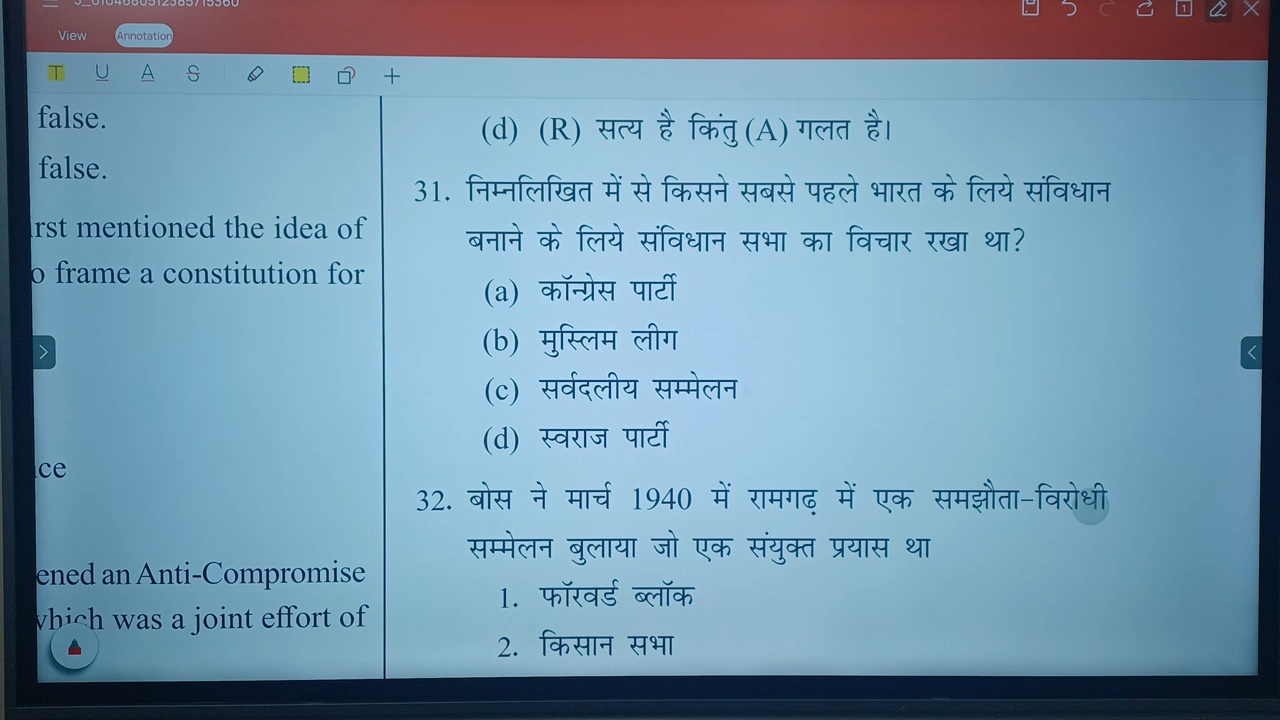 View
Annotation
T U A S
false.
false.
rst mentioned the idea of
o frame a constitution for
ce
ened an Anti-Compromise
which was a joint effort of
(d) (R) सत्य है किंतु (A) गलत है।
31. निम्नलिखित में से किसने सबसे पहले भारत के लिये संविधान
बनाने के लिये संविधान सभा का विचार रखा था?
(a) कॉन्ग्रेस पार्टी
(b) मुस्लिम लीग
(c) सर्वदलीय सम्मेलन
(d) स्वराज पार्टी
32. बोस ने मार्च 1940 में रामगढ़ में एक समझौता-विरोधी
सम्मेलन बुलाया जो एक संयुक्त प्रयास था
1. फॉरवर्ड ब्लॉक
2. किसान सभा